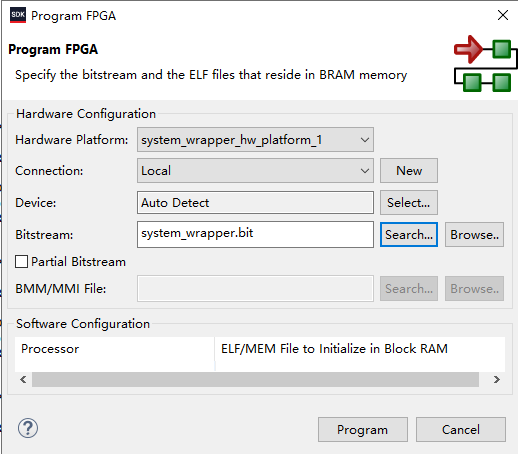 SDK Program FPGA
Program FPGA
Specify the bitstream and the ELF files that reside in BRAM memory
Hardware Configuration
Hardware Platform: system_wrapper_hw_platform_1
Connection: Local New
Device: Auto Detect Select...
Bitstream: system_wrapper.bit Search... Browse..
Partial Bitstream
BMM/MMI File: Search... Browse..
Software Configuration
Processor ELF/MEM File to Initialize in Block RAM
? Program Cancel